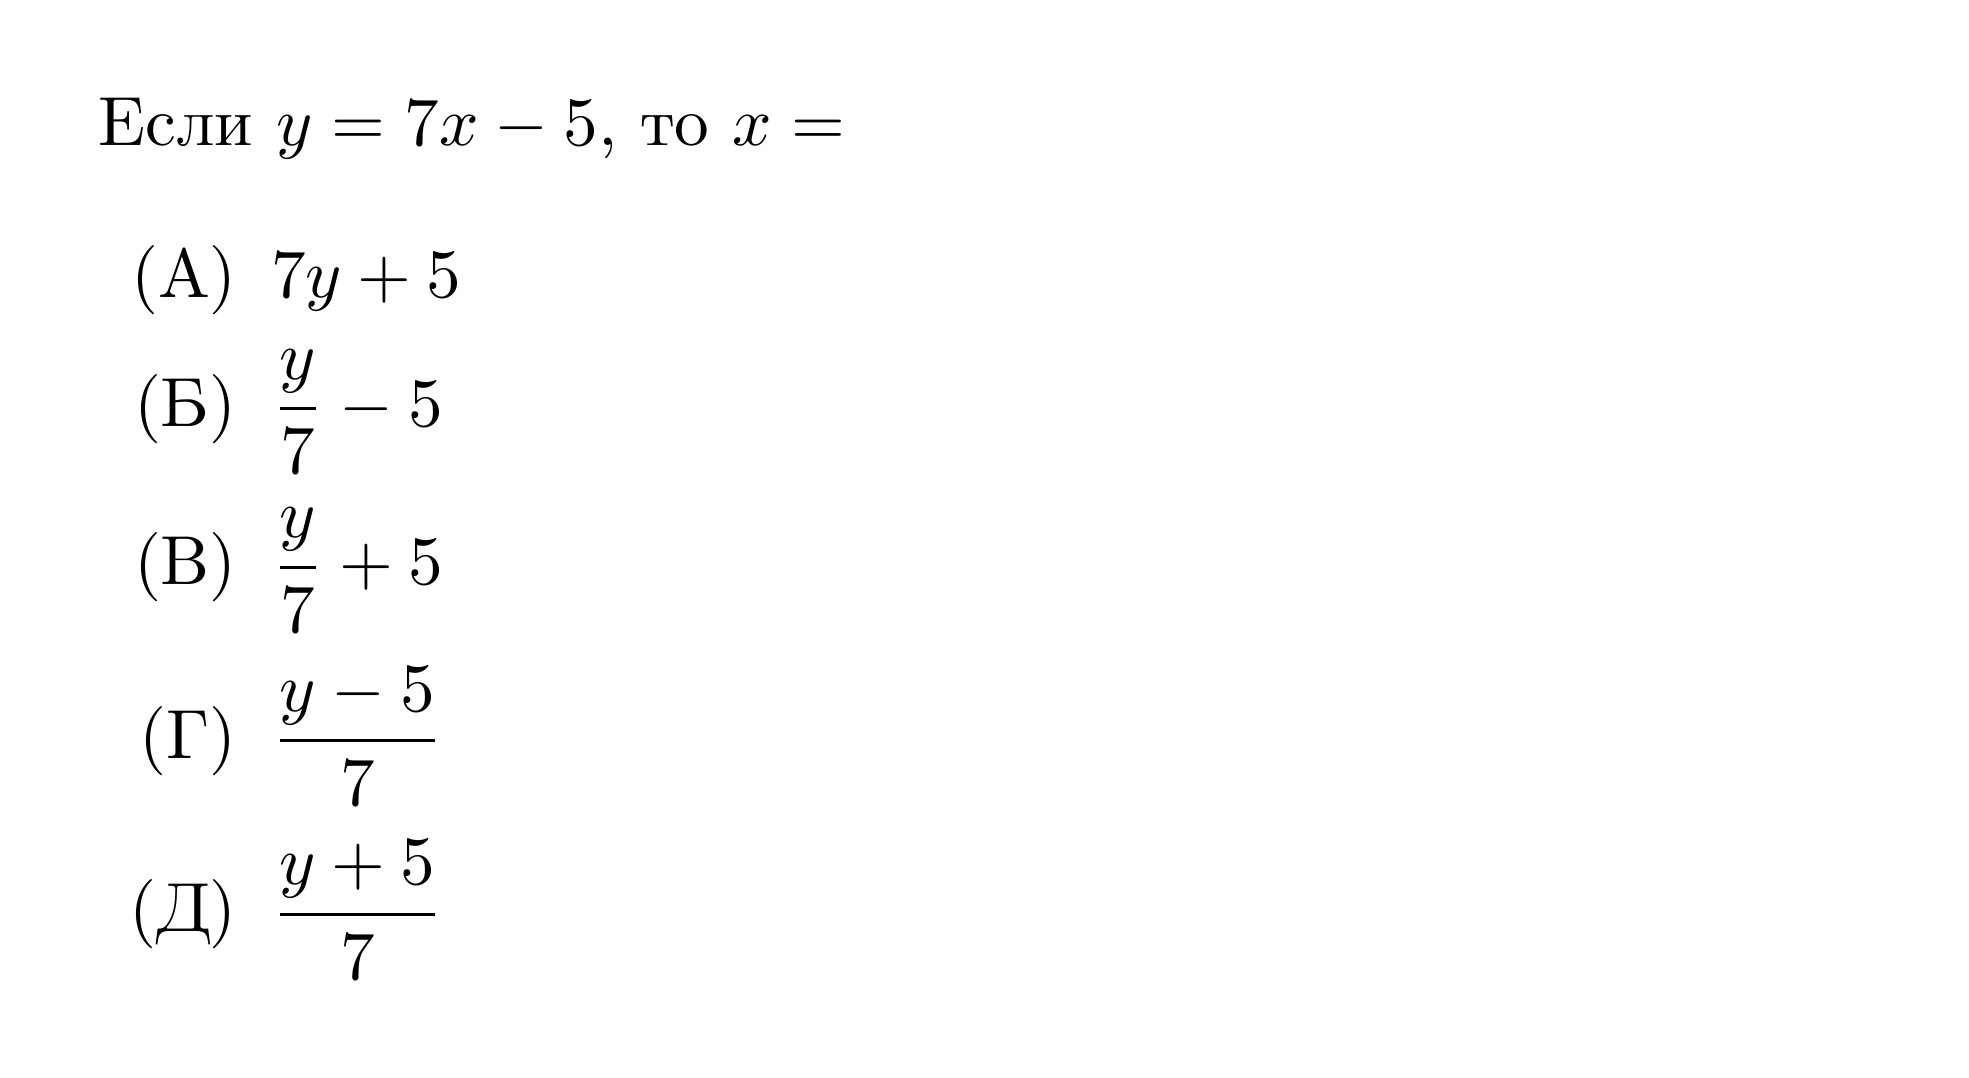 Если y = 7x − 5, то x =
(А) 7y + 5
(Б) y/7 − 5
(В) y/7 + 5
(Г) (y − 5)/7
(Д) (y + 5)/7